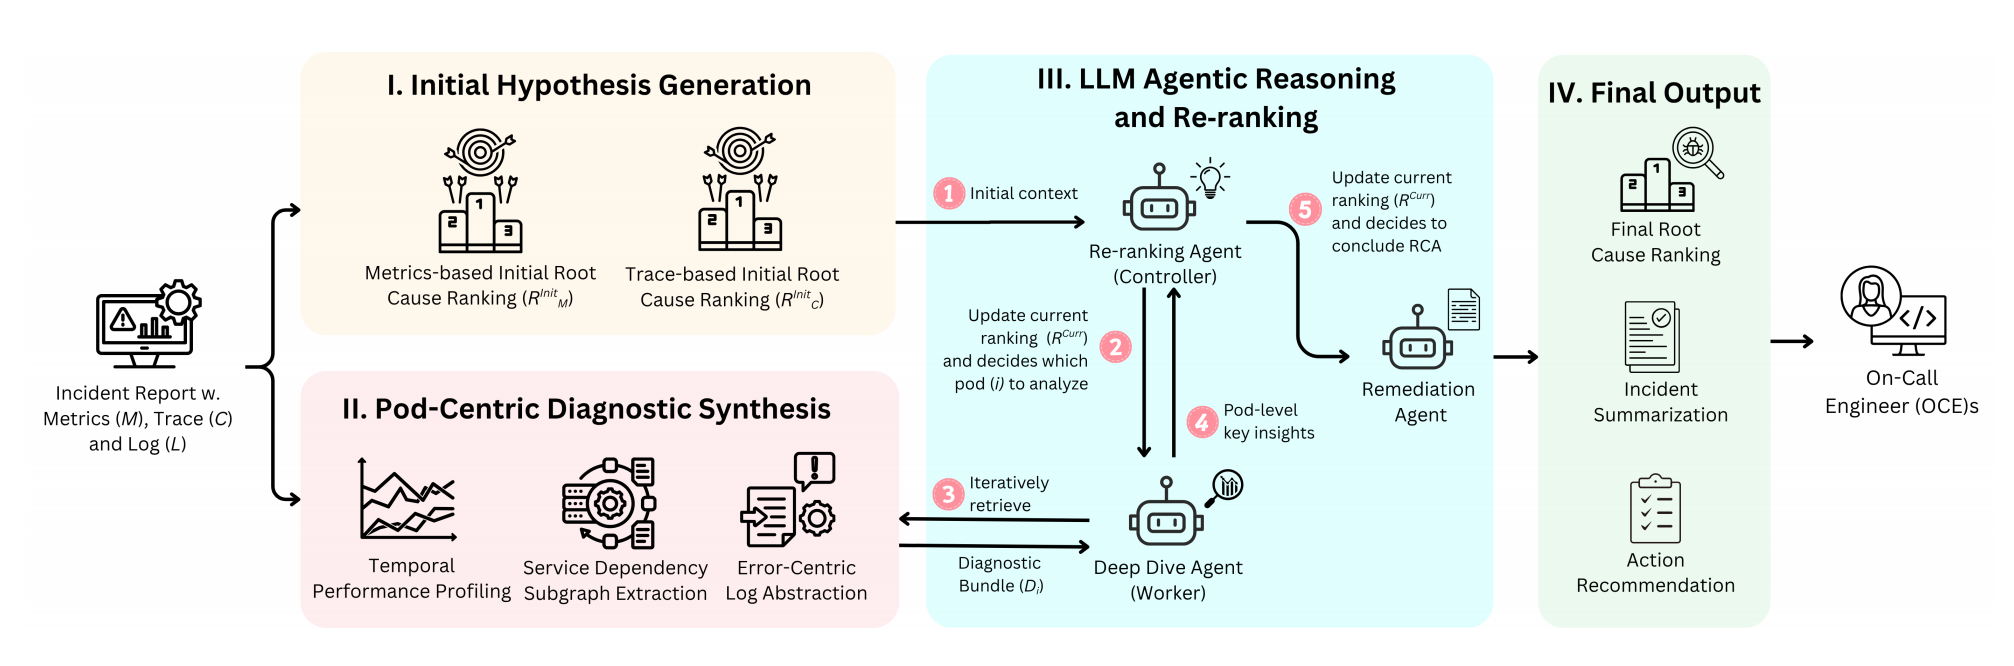 Incident Report w.
Metrics (M), Trace (C)
and Log (L)
I. Initial Hypothesis Generation
2 1 3
Metrics-based Initial Root
Cause Ranking (R^Init_M)
2 1 3
Trace-based Initial Root
Cause Ranking (R^Init_C)
II. Pod-Centric Diagnostic Synthesis
Temporal
Performance Profiling
Service Dependency
Subgraph Extraction
!
Error-Centric
Log Abstraction
III. LLM Agentic Reasoning
and Re-ranking
1 Initial context
Re-ranking Agent
(Controller)
Update current
ranking (R^Curr)
and decides which
pod (i) to analyze
2
3
Iteratively
retrieve
Diagnostic
Bundle (D_i)
Deep Dive Agent
(Worker)
4
Pod-level
key insights
5
Update current
ranking (R^Curr)
and decides to
conclude RCA
Remediation
Agent
IV. Final Output
2 1 3
Final Root
Cause Ranking
Incident
Summarization
Action
Recommendation
</>
On-Call
Engineer (OCE)s